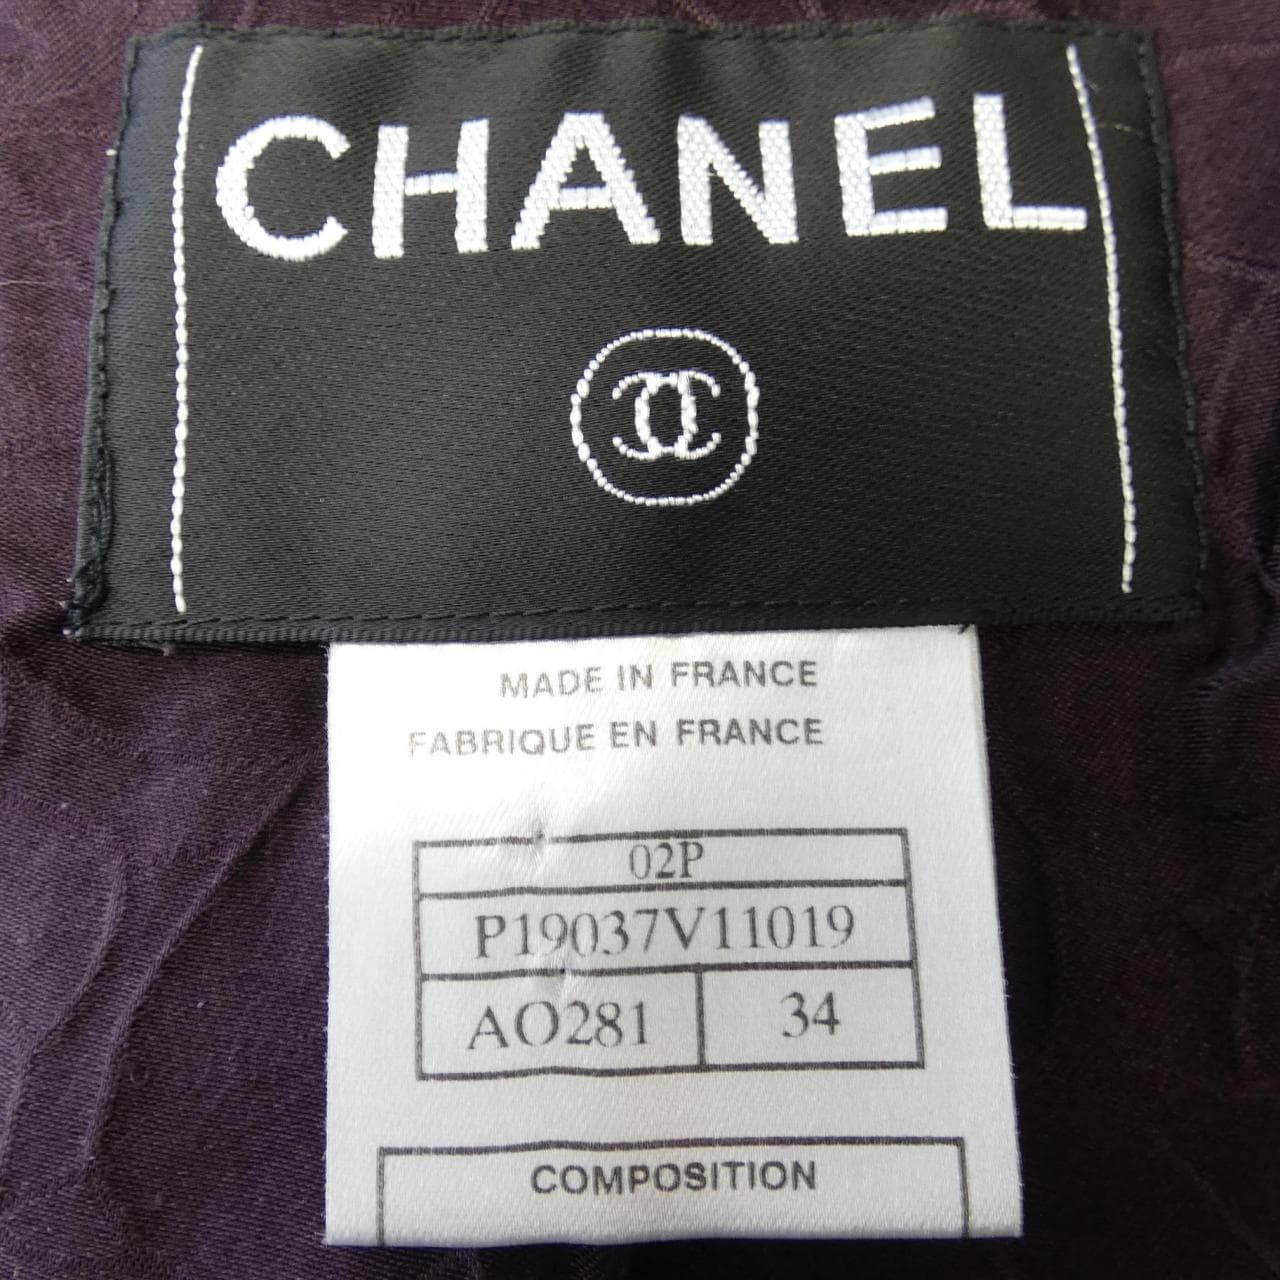 CHANEL
MADE IN FRANCE
FABRIQUE EN FRANCE
02P
P19037V11019
AO281 34
COMPOSITION